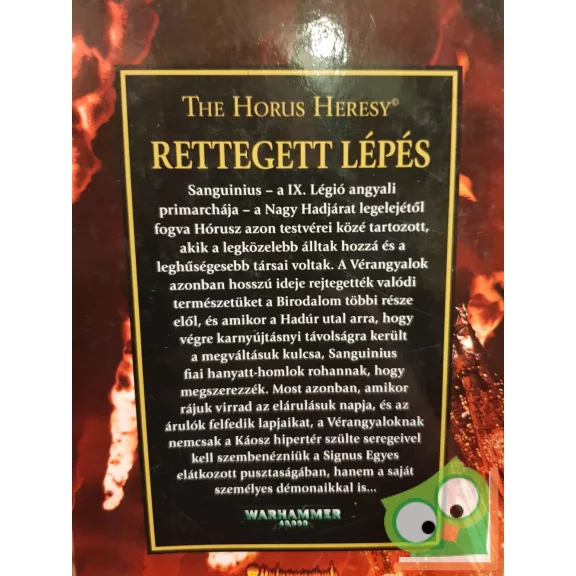 THE HORUS HERESY©
RETTEGETT LÉPÉS
Sanguinius – a IX. Légió angyali
primarchája – a Nagy Hadjárat legelejétől
fogva Hórusz azon testvérei közé tartozott,
akik a legközelebb álltak hozzá és a
leghűségesebb társai voltak. A Vérangyalok
azonban hosszú ideje rejtegették valódi
természetüket a Birodalom többi része
elől, és amikor a Hadúr utal arra, hogy
végre karnyújtásnyi távolságra került
a megváltásuk kulcsa, Sanguinius
fiai hanyatt-homlok rohannak, hogy
megszerezzék. Most azonban, amikor
rájuk virrad az elárulásuk napja, és az
árulók felfedik lapjaikat, a Vérangyaloknak
nemcsak a Káosz hipertér szülte seregeivel
kell szembenézniük a Signus Egyes
elátkozott pusztaságában, hanem a saját
személyes démonaikkal is...
WARHAMMER
40,000